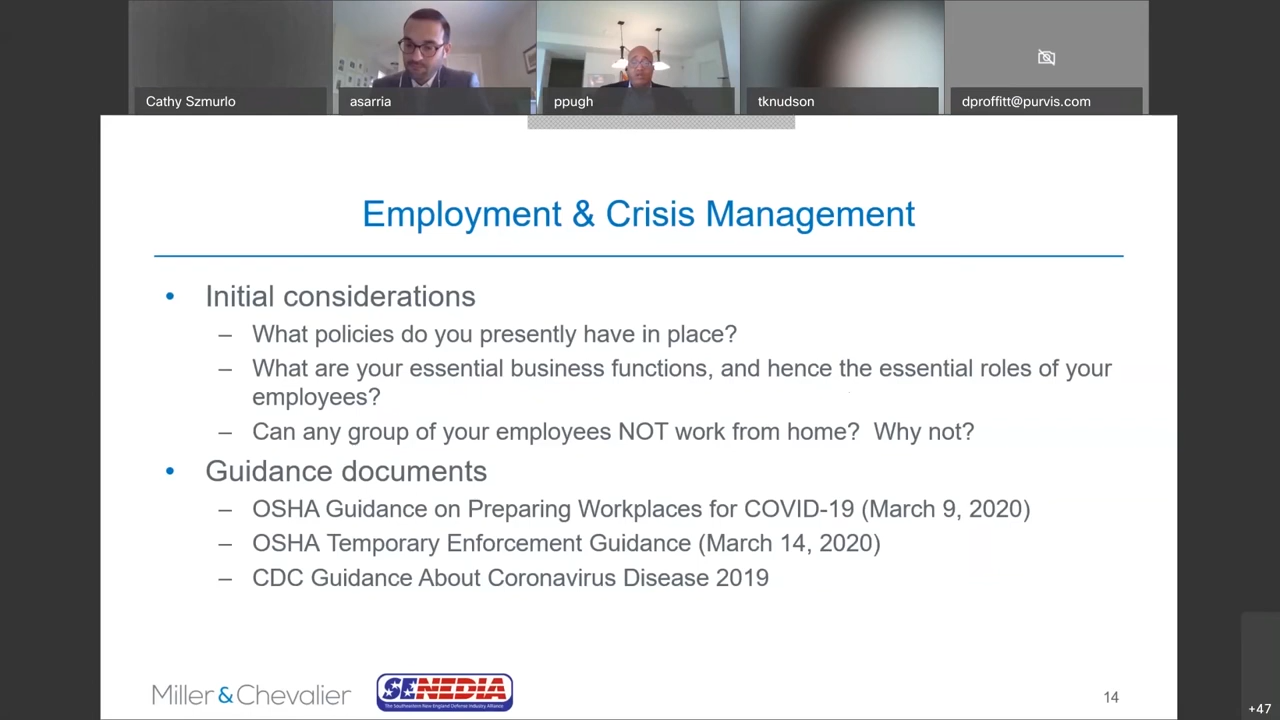 Cathy Szmurlo
asarria
ppugh
tknudson
dproffitt@purvis.com
Employment & Crisis Management
• Initial considerations
– What policies do you presently have in place?
– What are your essential business functions, and hence the essential roles of your
employees?
– Can any group of your employees NOT work from home?  Why not?
• Guidance documents
– OSHA Guidance on Preparing Workplaces for COVID-19 (March 9, 2020)
– OSHA Temporary Enforcement Guidance (March 14, 2020)
– CDC Guidance About Coronavirus Disease 2019
Miller&Chevalier
SENEDIA
The Southeastern New England Defense Industry Alliance
14
+47